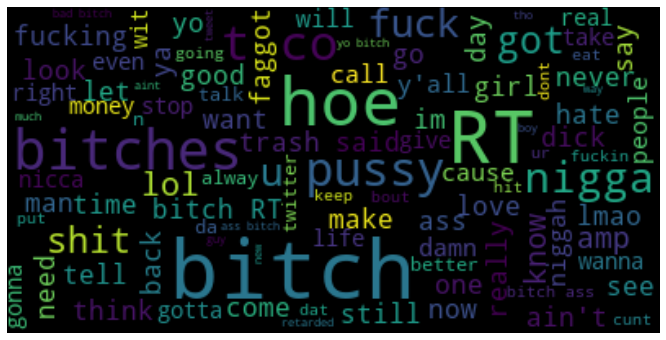 bad bitch
fucking
wit
yo
t
co
will
fuck
day
got
tho
real
take
say
tweet
going
yo bitch
eat
look
even
ya
good
faggot
call
go
y'all
girl
dont
never
right
let
talk
aint
may
money
stop
want
hoe
im
RT
hate
people
much
n
trash
said
give
boy
ur
dick
bitches
u
pussy
cause
hit
fuckin
nicca
lol
alway
twitter
keep
bout
nigga
man
time
bitch RT
make
ass
love
lmao
put
da
ass bitch
life
damn
really
know
niggah
amp
shit
back
guy
new
bitch
better
wanna
gonna
need
tell
one
see
think
gotta
come
dat
still
now
bitch ass
ain't
retarded
cunt